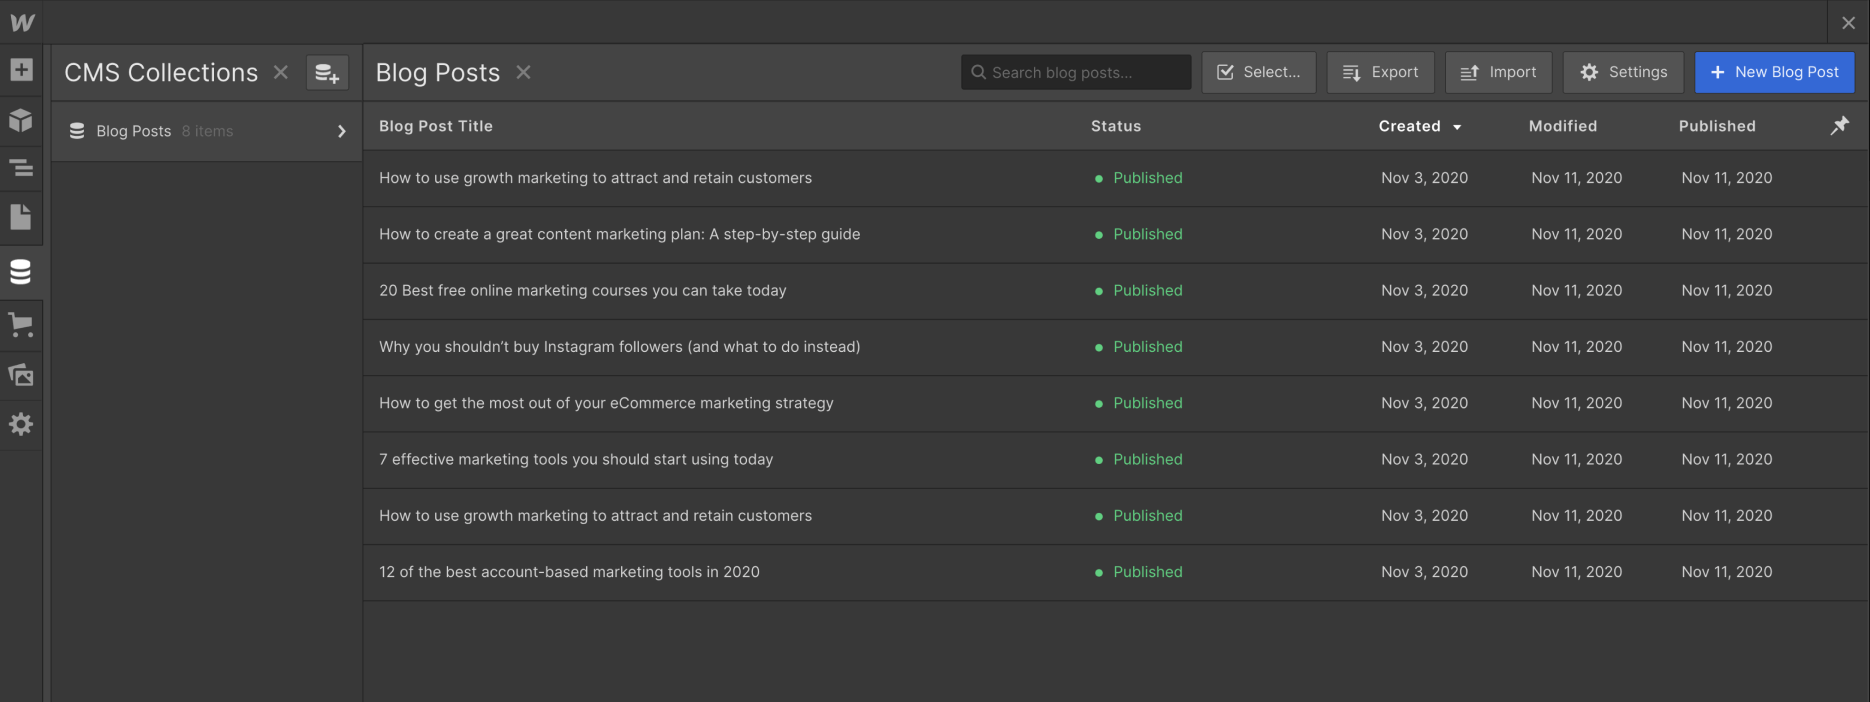 CMS Collections
Blog Posts
Search blog posts...
Select...
Export
Import
Settings
New Blog Post
Blog Posts 8 items
Blog Post Title Status Created Modified Published
How to use growth marketing to attract and retain customers Published Nov 3, 2020 Nov 11, 2020 Nov 11, 2020
How to create a great content marketing plan: A step-by-step guide Published Nov 3, 2020 Nov 11, 2020 Nov 11, 2020
20 Best free online marketing courses you can take today Published Nov 3, 2020 Nov 11, 2020 Nov 11, 2020
Why you shouldn’t buy Instagram followers (and what to do instead) Published Nov 3, 2020 Nov 11, 2020 Nov 11, 2020
How to get the most out of your eCommerce marketing strategy Published Nov 3, 2020 Nov 11, 2020 Nov 11, 2020
7 effective marketing tools you should start using today Published Nov 3, 2020 Nov 11, 2020 Nov 11, 2020
How to use growth marketing to attract and retain customers Published Nov 3, 2020 Nov 11, 2020 Nov 11, 2020
12 of the best account-based marketing tools in 2020 Published Nov 3, 2020 Nov 11, 2020 Nov 11, 2020